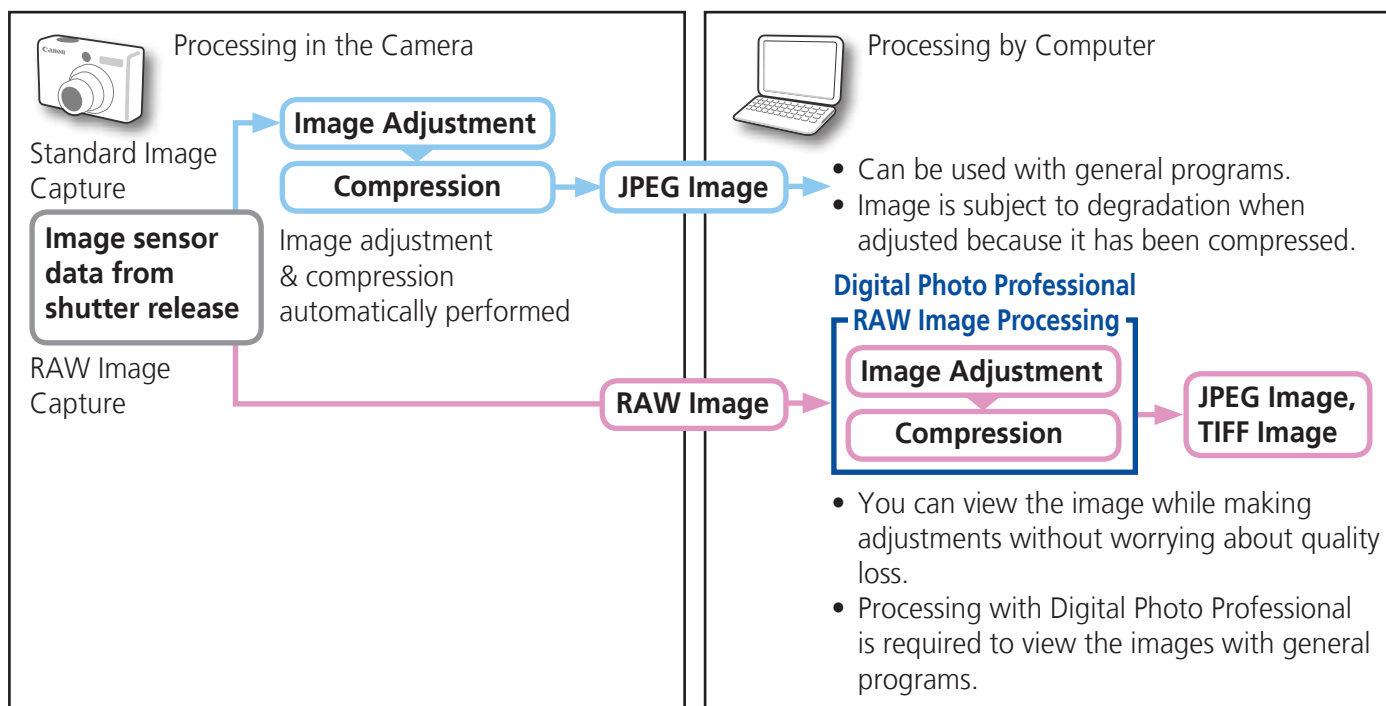 Processing in the Camera
Canon
Standard Image
Capture
Image sensor
data from
shutter release
RAW Image
Capture
Image Adjustment
Compression
Image adjustment
& compression
automatically performed
JPEG Image
RAW Image
Processing by Computer
• Can be used with general programs.
• Image is subject to degradation when
adjusted because it has been compressed.
Digital Photo Professional
RAW Image Processing
Image Adjustment
Compression
JPEG Image,
TIFF Image
• You can view the image while making
adjustments without worrying about quality
loss.
• Processing with Digital Photo Professional
is required to view the images with general
programs.